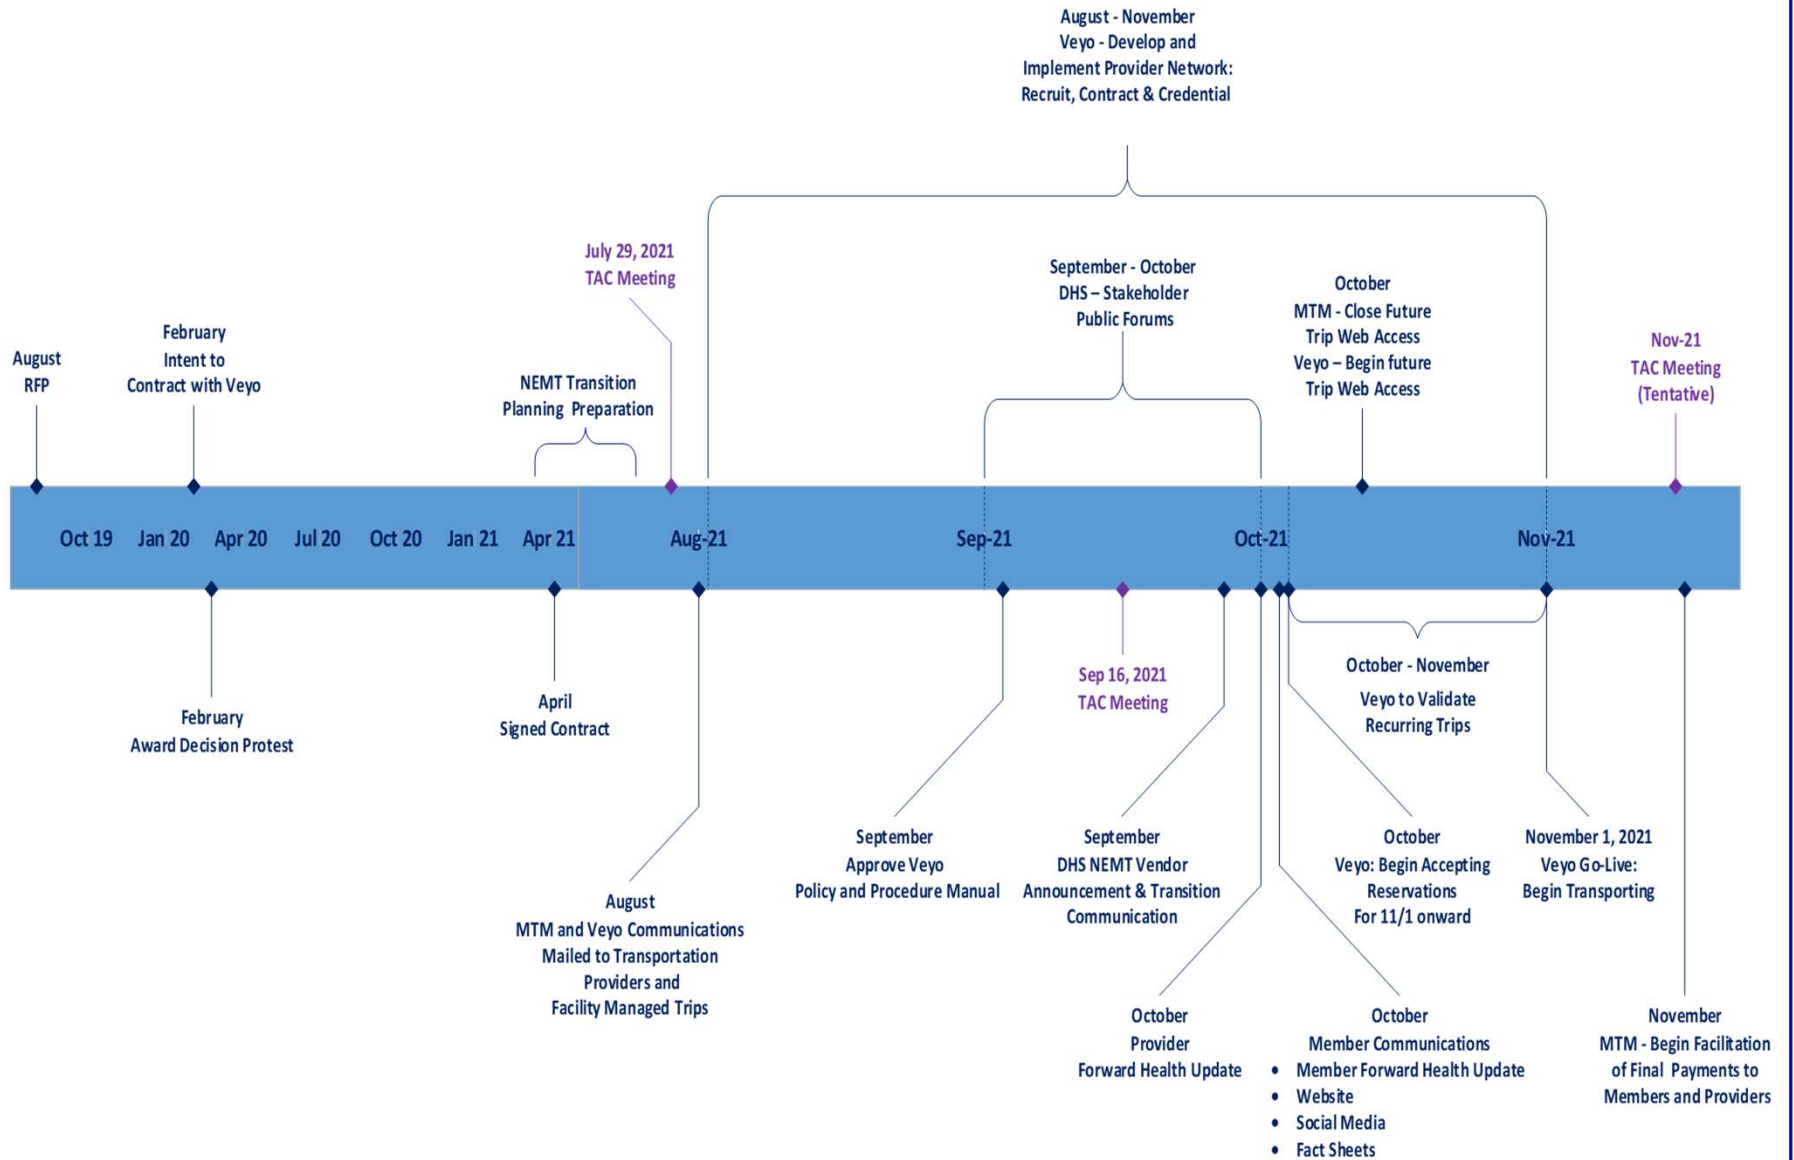 August - November
Veyo - Develop and
Implement Provider Network:
Recruit, Contract & Credential
July 29, 2021
TAC Meeting
September - October
DHS – Stakeholder
Public Forums
October
MTM - Close Future
Trip Web Access
Veyo – Begin future
Trip Web Access
August
RFP
February
Intent to
Contract with Veyo
NEMT Transition
Planning  Preparation
Nov-21
TAC Meeting
(Tentative)
Oct 19 Jan 20 Apr 20 Jul 20 Oct 20 Jan 21 Apr 21 Aug-21 Sep-21 Oct-21 Nov-21
February
Award Decision Protest
April
Signed Contract
Sep 16, 2021
TAC Meeting
October - November
Veyo to Validate
Recurring Trips
August
MTM and Veyo Communications
Mailed to Transportation
Providers and
Facility Managed Trips
September
Approve Veyo
Policy and Procedure Manual
September
DHS NEMT Vendor
Announcement & Transition
Communication
October
Veyo: Begin Accepting
Reservations
For 11/1 onward
November 1, 2021
Veyo Go-Live:
Begin Transporting
October
Provider
Forward Health Update
October
Member Communications
• Member Forward Health Update
• Website
• Social Media
• Fact Sheets
November
MTM - Begin Facilitation
of Final  Payments to
Members and Providers